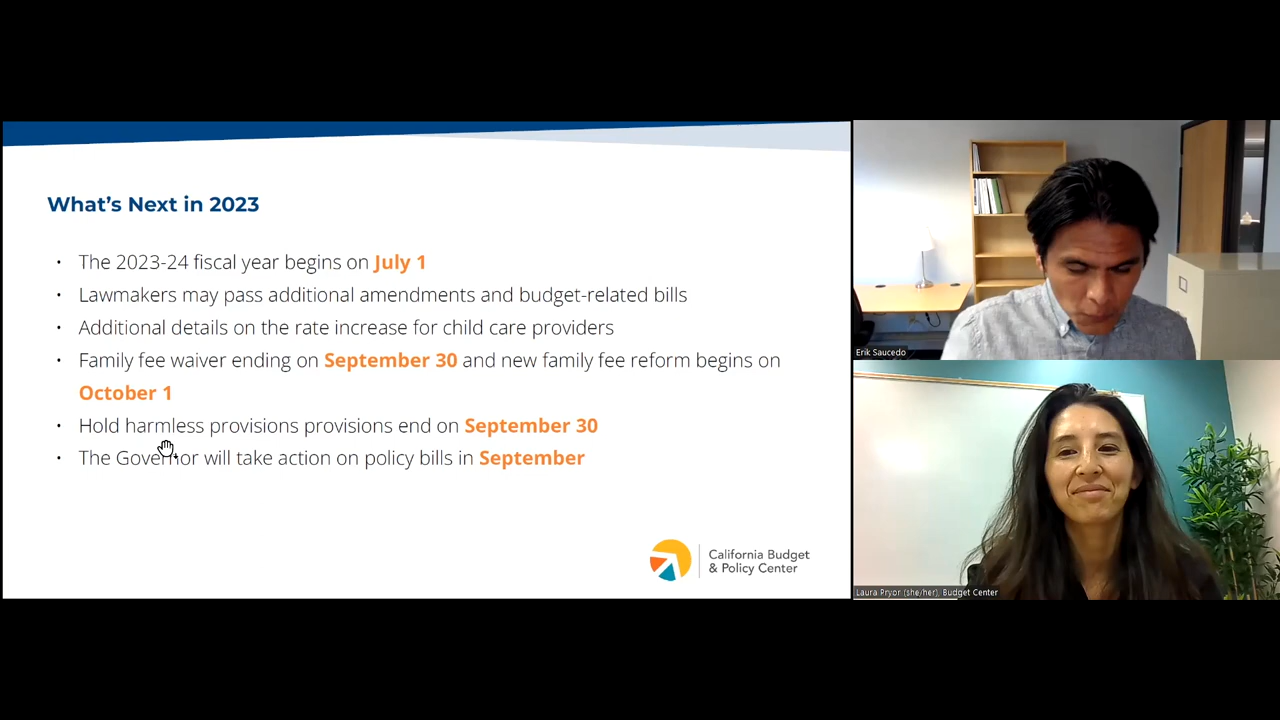 What's Next in 2023
• The 2023-24 fiscal year begins on July 1
• Lawmakers may pass additional amendments and budget-related bills
• Additional details on the rate increase for child care providers
• Family fee waiver ending on September 30 and new family fee reform begins on
October 1
• Hold harmless provisions provisions end on September 30
• The Governor will take action on policy bills in September
California Budget
& Policy Center
Erik Saucedo
Laura Pryor (she/her), Budget Center